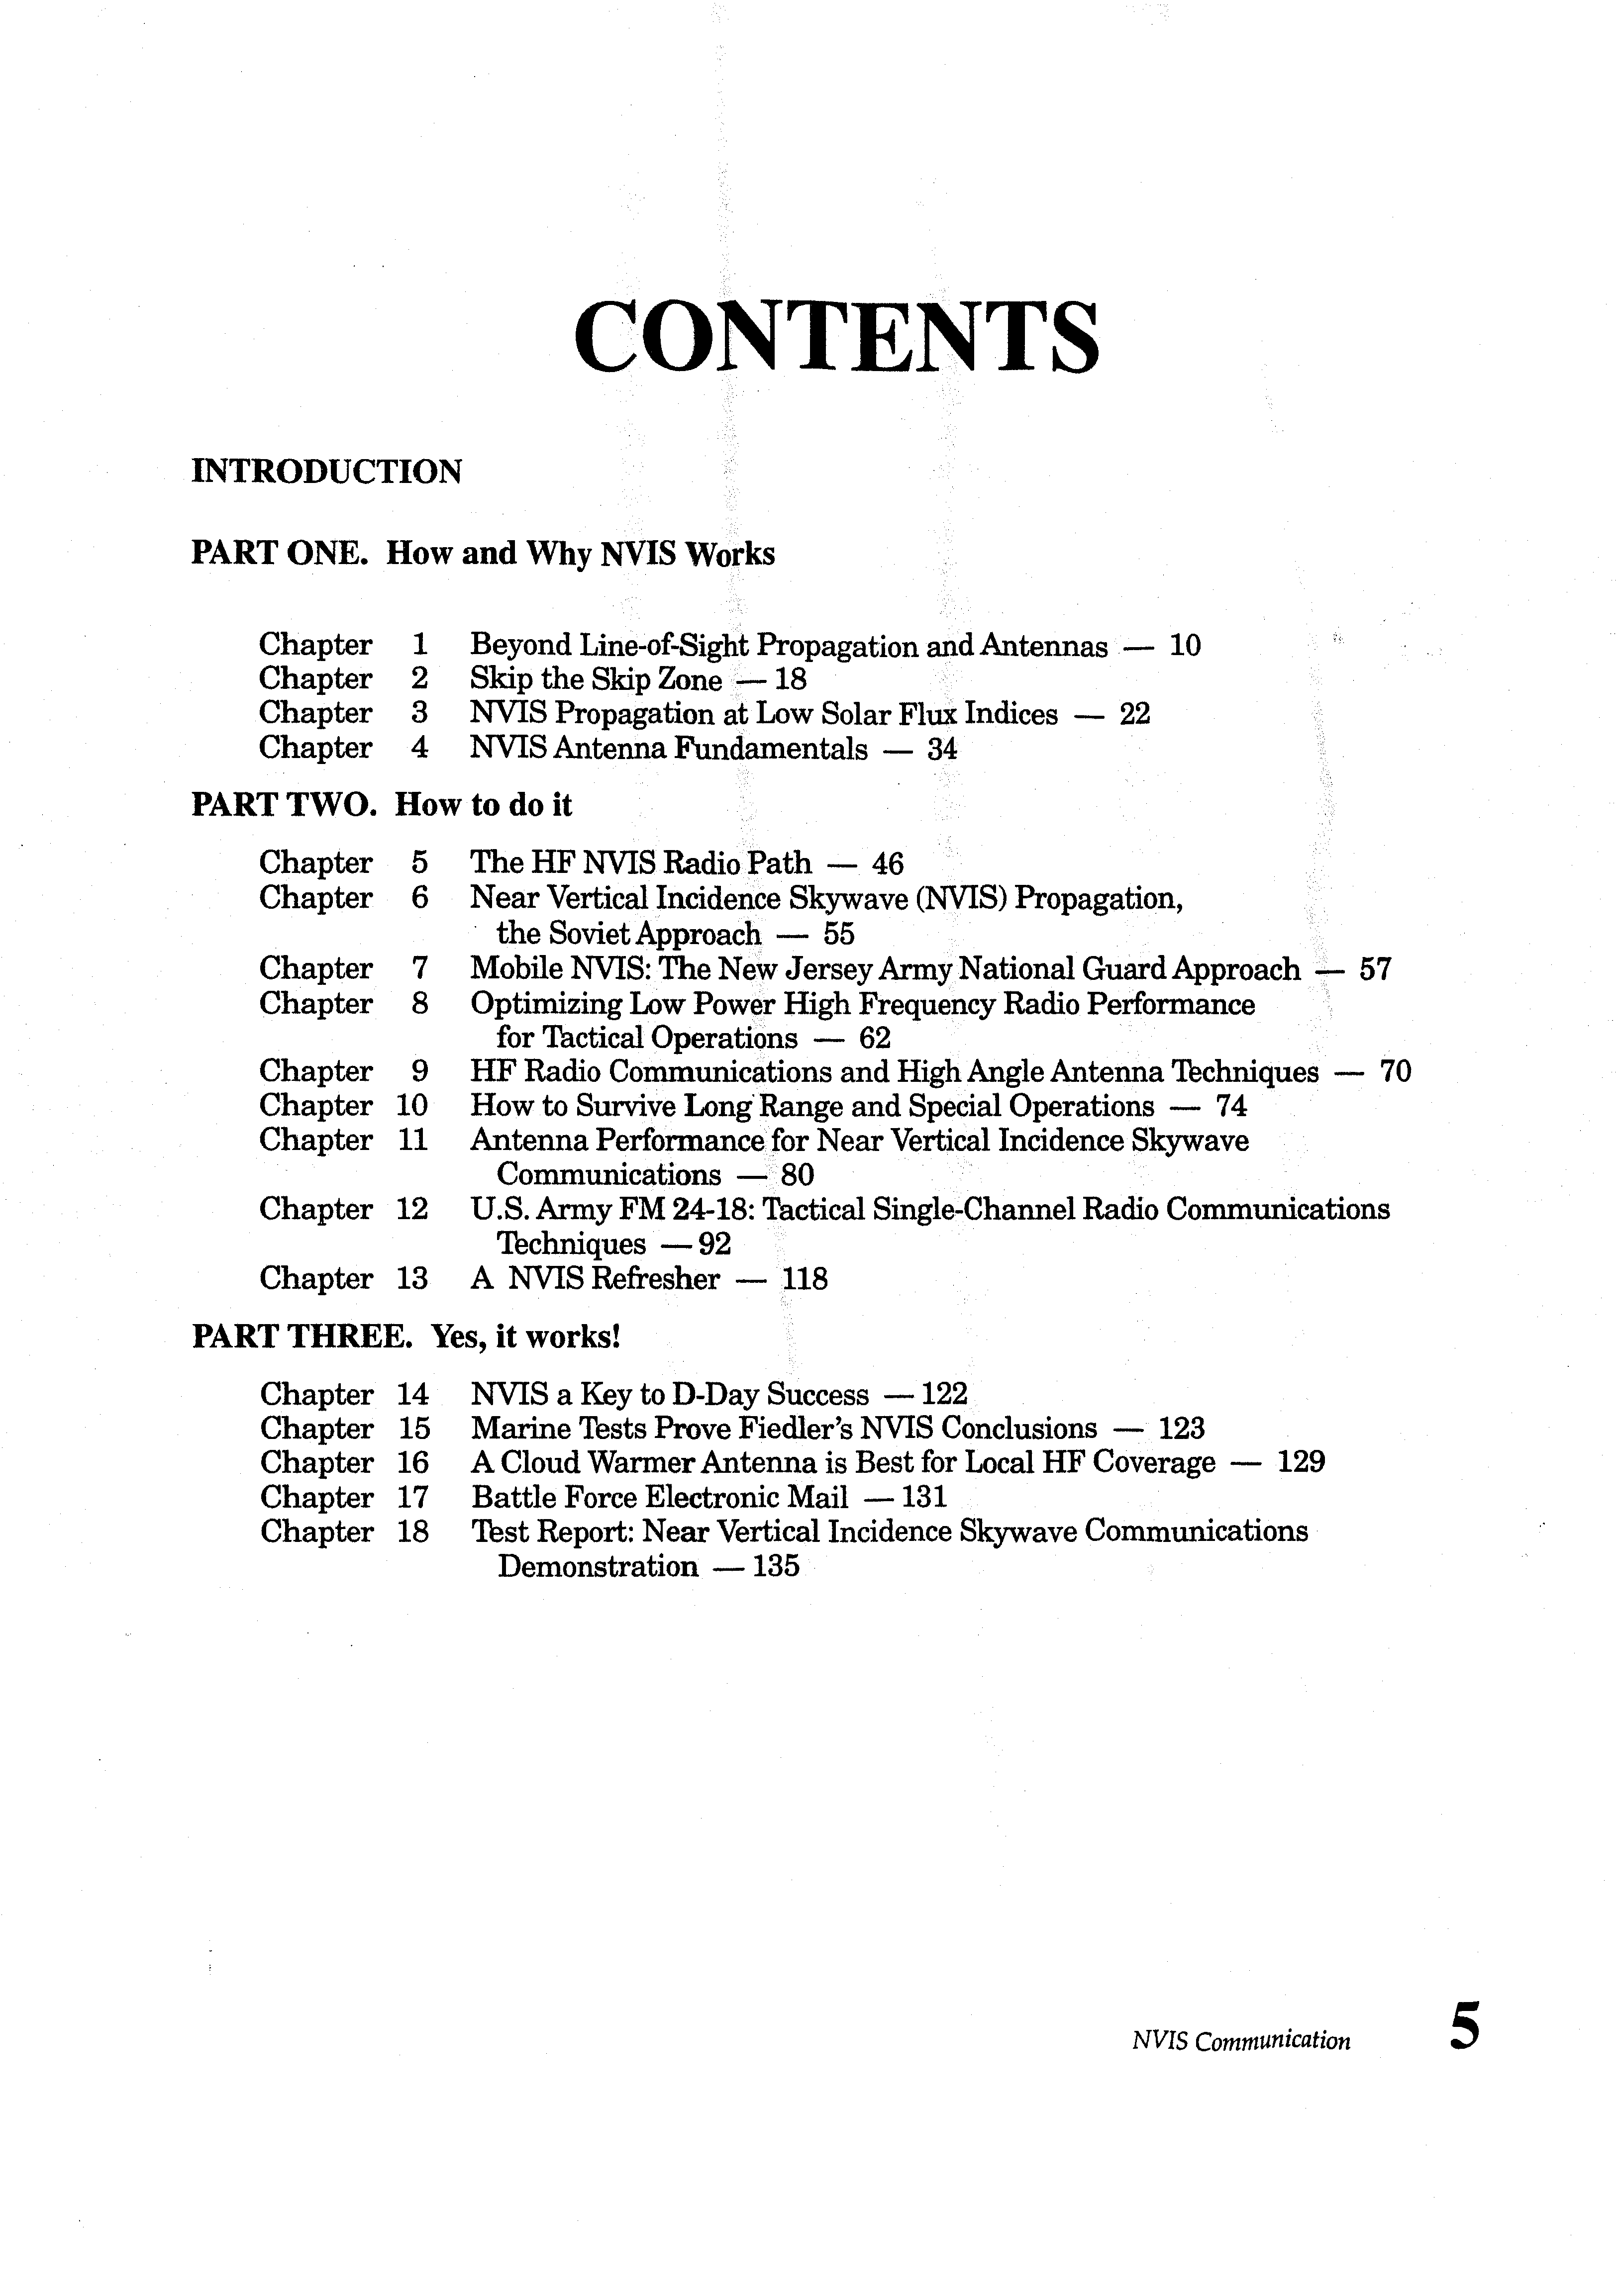 CONTENTS
INTRODUCTION
PART ONE. How and Why NVIS Works
Chapter 1 Beyond Line-of-Sight Propagation and Antennas — 10
Chapter 2 Skip the Skip Zone — 18
Chapter 3 NVIS Propagation at Low Solar Flux Indices — 22
Chapter 4 NVIS Antenna Fundamentals — 34
PART TWO. How to do it
Chapter 5 The HF NVIS Radio Path — 46
Chapter 6 Near Vertical Incidence Skywave (NVIS) Propagation,
the Soviet Approach — 55
Chapter 7 Mobile NVIS: The New Jersey Army National Guard Approach — 57
Chapter 8 Optimizing Low Power High Frequency Radio Performance
for Tactical Operations — 62
Chapter 9 HF Radio Communications and High Angle Antenna Techniques — 70
Chapter 10 How to Survive Long Range and Special Operations — 74
Chapter 11 Antenna Performance for Near Vertical Incidence Skywave
Communications — 80
Chapter 12 U.S. Army FM 24-18: Tactical Single-Channel Radio Communications
Techniques — 92
Chapter 13 A NVIS Refresher — 118
PART THREE. Yes, it works!
Chapter 14 NVIS a Key to D-Day Success — 122
Chapter 15 Marine Tests Prove Fiedler's NVIS Conclusions — 123
Chapter 16 A Cloud Warmer Antenna is Best for Local HF Coverage — 129
Chapter 17 Battle Force Electronic Mail — 131
Chapter 18 Test Report: Near Vertical Incidence Skywave Communications
Demonstration — 135
NVIS Communication 5